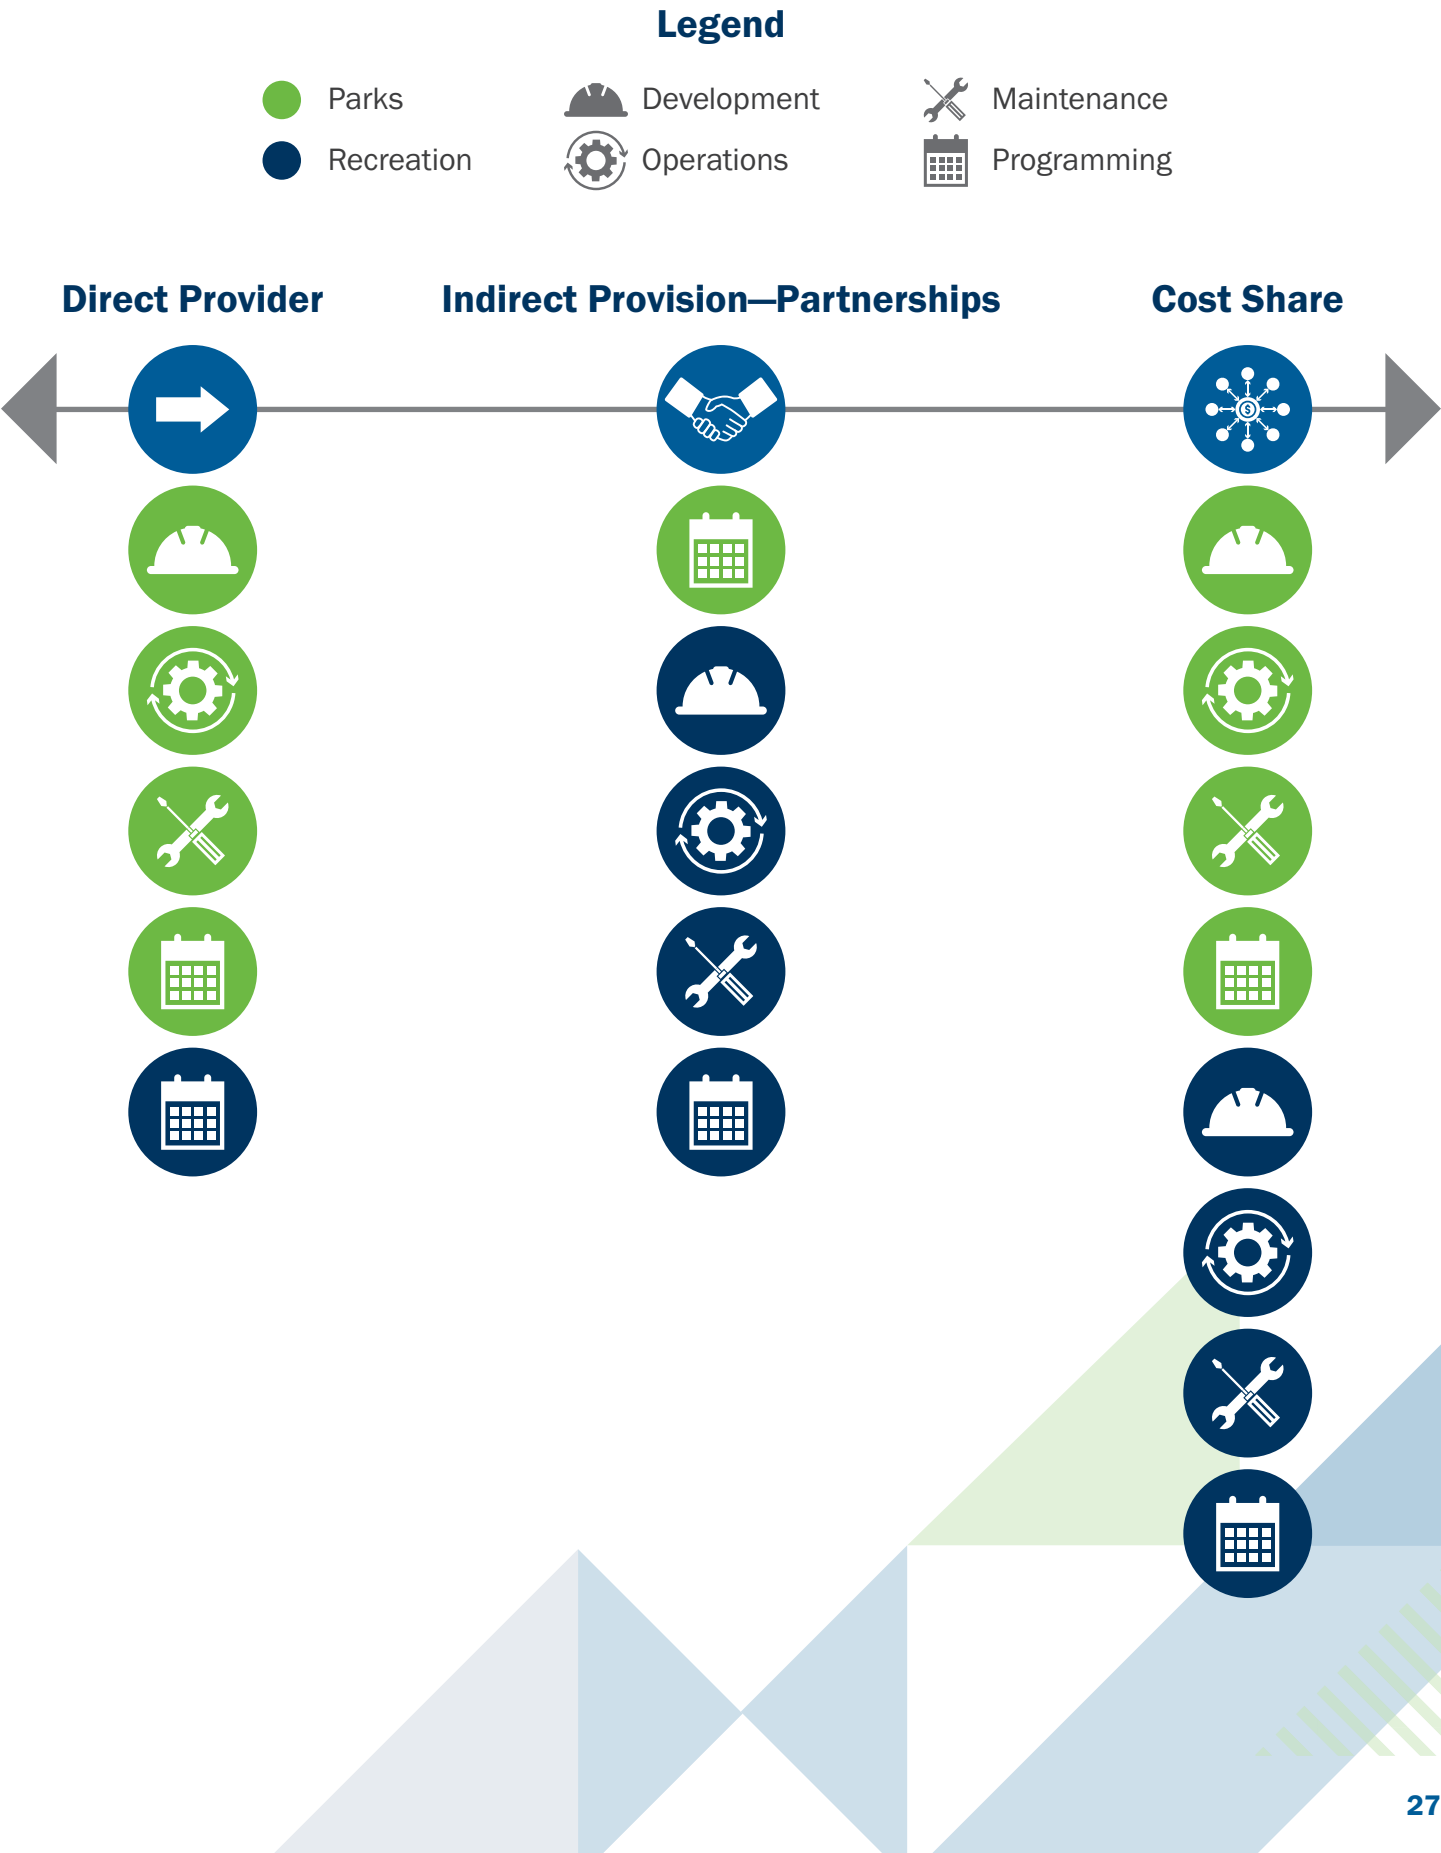 Legend
Parks
Development
Maintenance
Recreation
Operations
Programming
Direct Provider
Indirect Provision—Partnerships
Cost Share
$
27